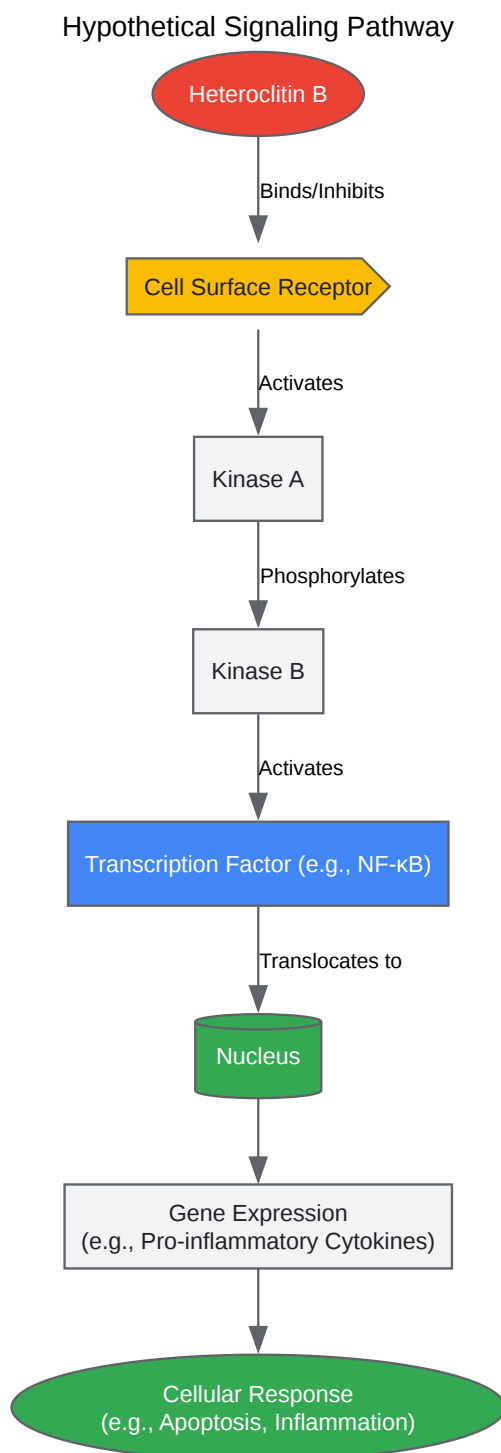 Hypothetical Signaling Pathway
Heteroclitin B
Binds/Inhibits
Cell Surface Receptor
Activates
Kinase A
Phosphorylates
Kinase B
Activates
Transcription Factor (e.g., NF-κB)
Translocates to
Nucleus
Gene Expression
(e.g., Pro-inflammatory Cytokines)
Cellular Response
(e.g., Apoptosis, Inflammation)